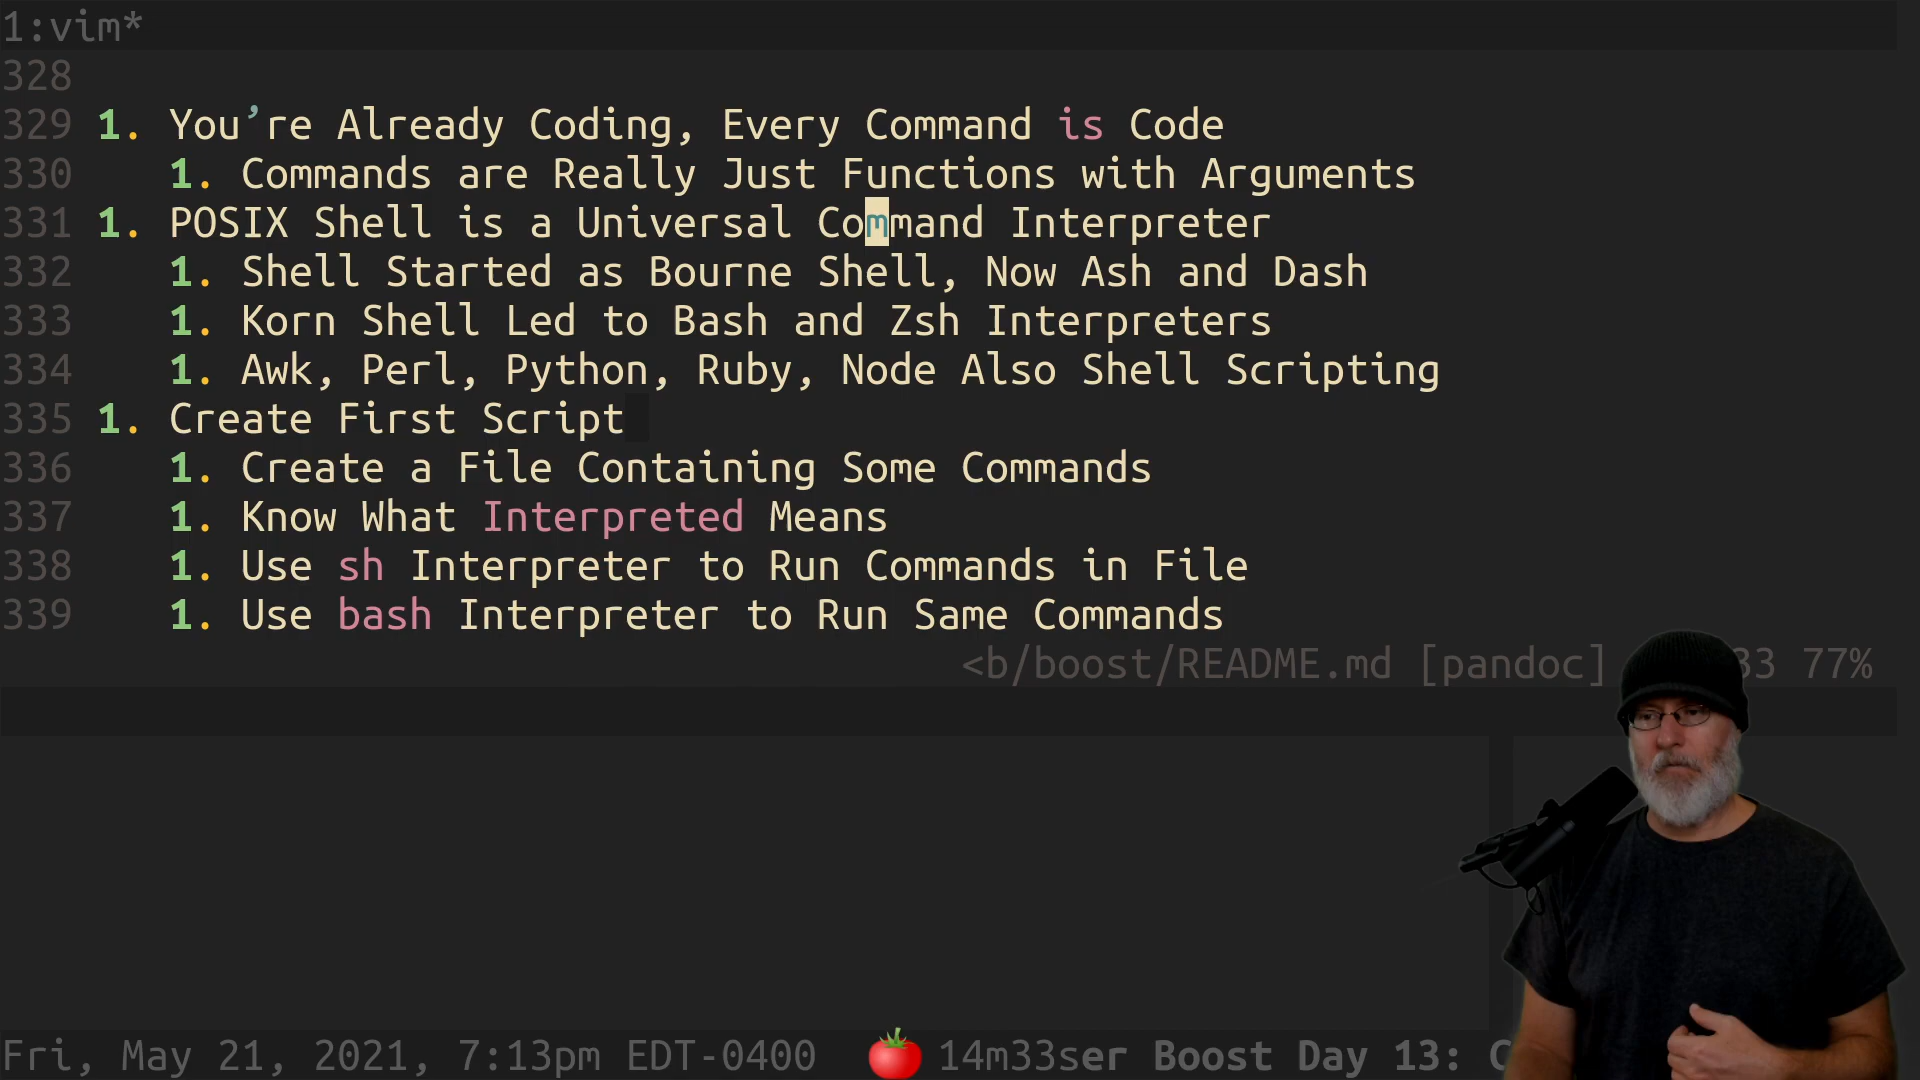 1:vim*
328
329 1. You’re Already Coding, Every Command is Code
330 1. Commands are Really Just Functions with Arguments
331 1. POSIX Shell is a Universal Command Interpreter
332 1. Shell Started as Bourne Shell, Now Ash and Dash
333 1. Korn Shell Led to Bash and Zsh Interpreters
334 1. Awk, Perl, Python, Ruby, Node Also Shell Scripting
335 1. Create First Script
336 1. Create a File Containing Some Commands
337 1. Know What Interpreted Means
338 1. Use sh Interpreter to Run Commands in File
339 1. Use bash Interpreter to Run Same Commands
<b/boost/README.md [pandoc] 33 77%
Fri, May 21, 2021, 7:13pm EDT-0400 🍅 14m33ser Boost Day 13: C